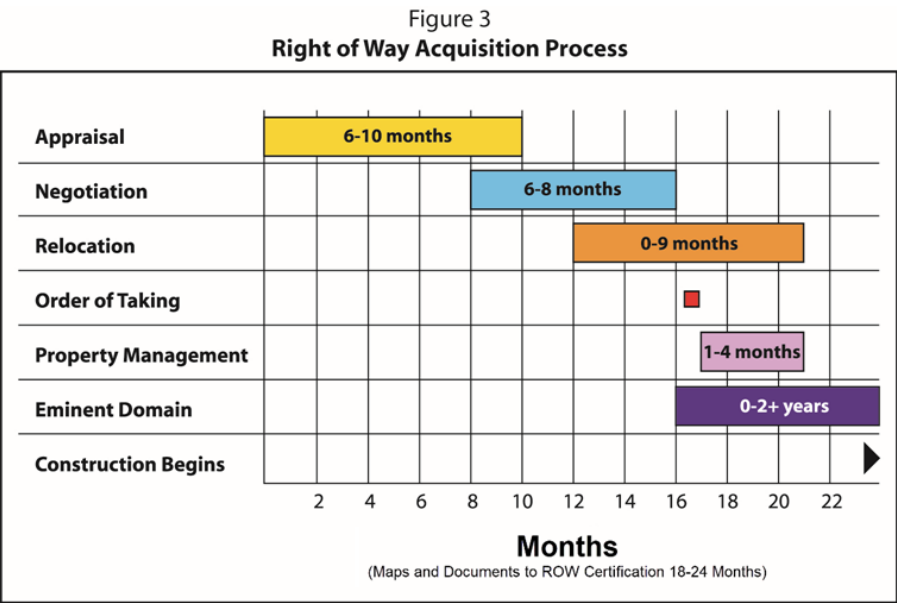 Figure 3
Right of Way Acquisition Process
Appraisal
6-10 months
Negotiation
6-8 months
Relocation
0-9 months
Order of Taking
Property Management
1-4 months
Eminent Domain
0-2+ years
Construction Begins
2 4 6 8 10 12 14 16 18 20 22
Months
(Maps and Documents to ROW Certification 18-24 Months)